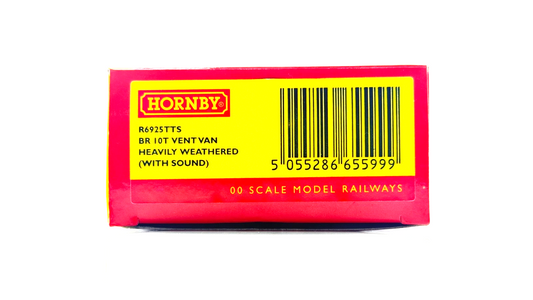 HORNBY®
R6925TTS
BR 10T VENT VAN
HEAVILY WEATHERED
(WITH SOUND)
5 055286 655999
00 SCALE MODEL RAILWAYS